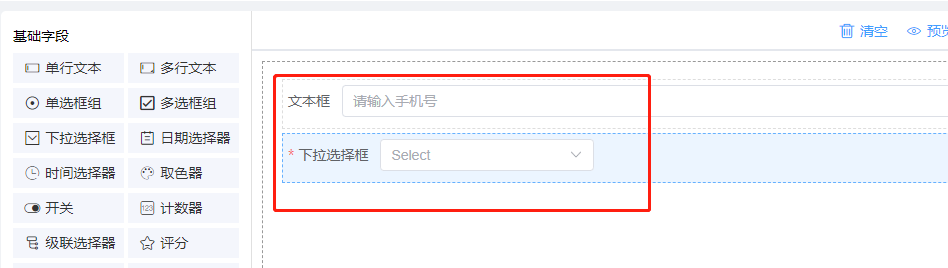 基础字段
单行文本
多行文本
单选框组
多选框组
下拉选择框
日期选择器
时间选择器
取色器
开关
123 计数器
级联选择器
评分
清空
预览
文本框 请输入手机号
* 下拉选择框 Select